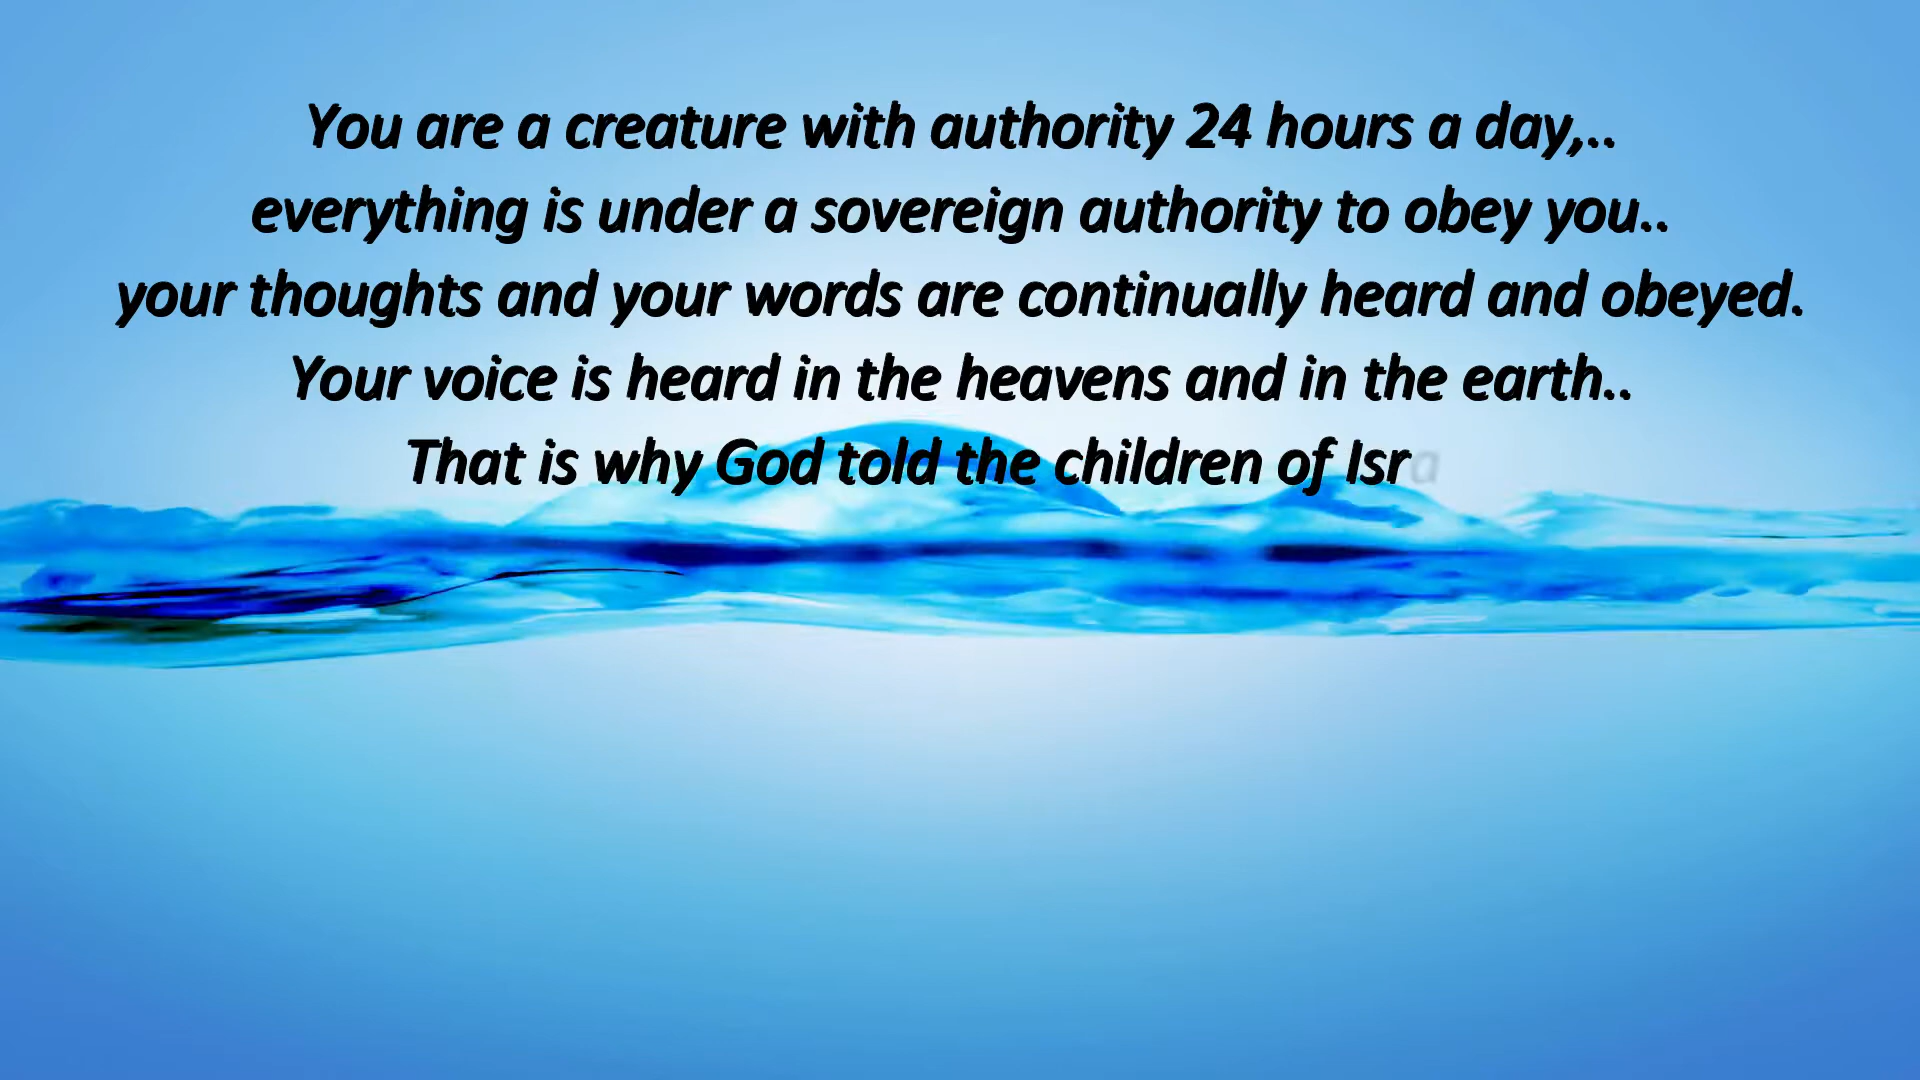 You are a creature with authority 24 hours a day,..
everything is under a sovereign authority to obey you..
your thoughts and your words are continually heard and obeyed.
Your voice is heard in the heavens and in the earth..
That is why God told the children of Isra